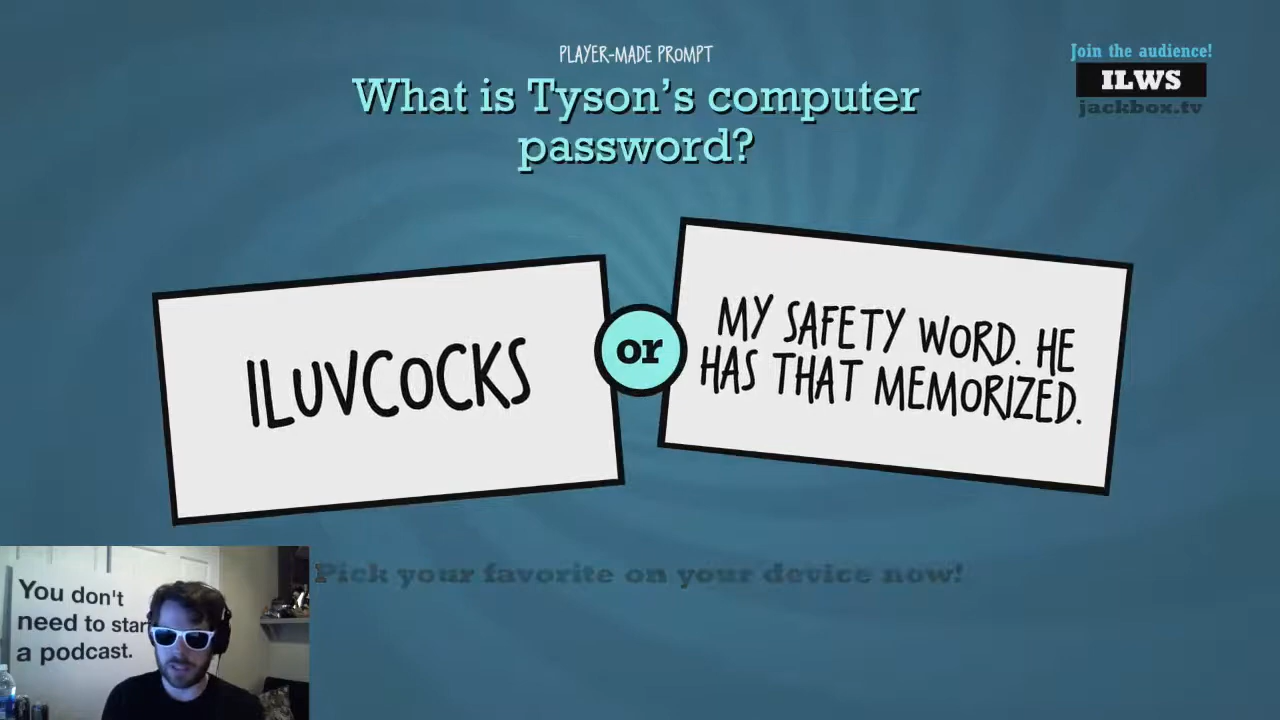 PLAYER-MADE PROMPT
What is Tyson's computer
password?
Join the audience!
ILWS
jackbox.tv
ILUVCOCKS
or
MY SAFETY WORD. HE
HAS THAT MEMORIZED.
Pick your favorite on your device now!
You don't
need to star
a podcast.